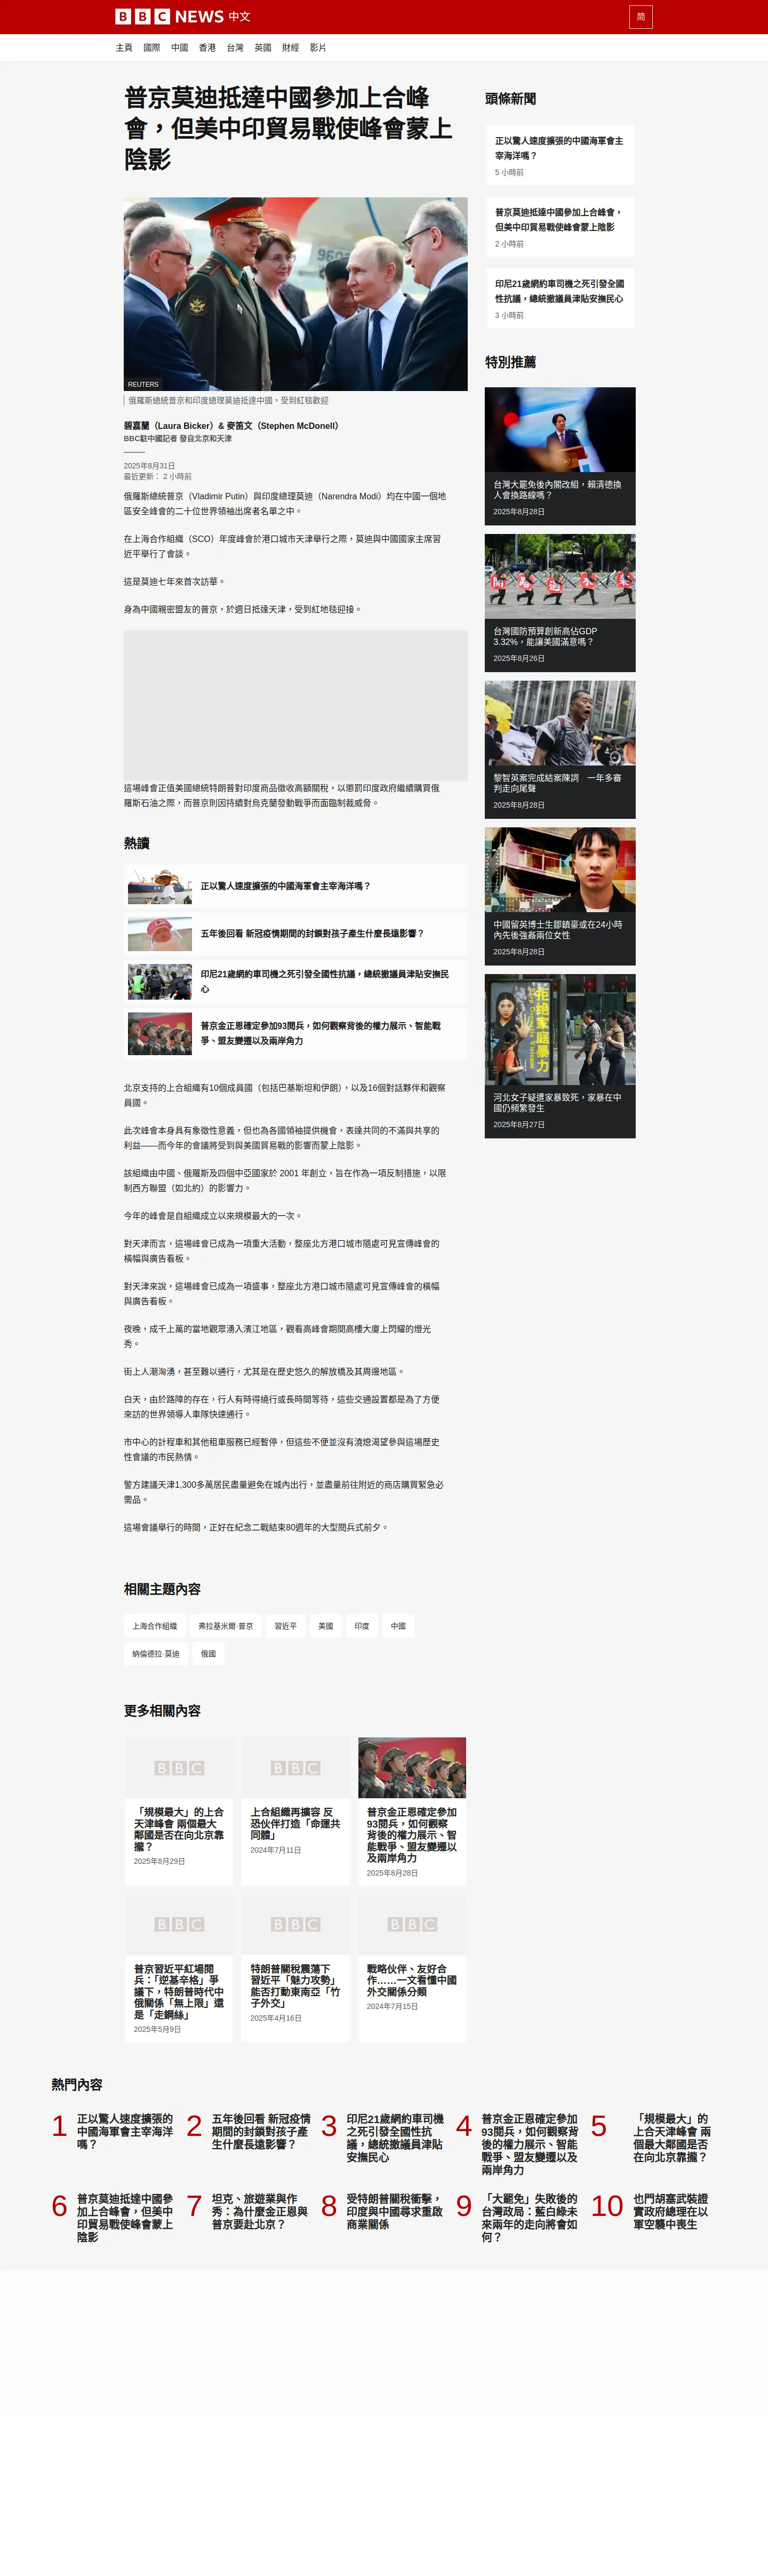 BBC NEWS 中文
简
主頁 國際 中國 香港 台灣 英國 財經 影片
普京莫迪抵達中國參加上合峰
會，但美中印貿易戰使峰會蒙上
陰影
REUTERS
俄羅斯總統普京和印度總理莫迪抵達中國，受到紅毯歡迎
碧嘉蘭（Laura Bicker）& 麥笛文（Stephen McDonell）
BBC駐中國記者 發自北京和天津
2025年8月31日
最近更新： 2 小時前
俄羅斯總統普京（Vladimir Putin）與印度總理莫迪（Narendra Modi）均在中國一個地
區安全峰會的二十位世界領袖出席者名單之中。
在上海合作組織（SCO）年度峰會於港口城市天津舉行之際，莫迪與中國國家主席習
近平舉行了會談。
這是莫迪七年來首次訪華。
身為中國親密盟友的普京，於週日抵達天津，受到紅地毯迎接。
這場峰會正值美國總統特朗普對印度商品徵收高額關稅，以懲罰印度政府繼續購買俄
羅斯石油之際，而普京則因持續對烏克蘭發動戰爭而面臨制裁威脅。
熱讀
正以驚人速度擴張的中國海軍會主宰海洋嗎？
五年後回看 新冠疫情期間的封鎖對孩子產生什麼長遠影響？
印尼21歲網約車司機之死引發全國性抗議，總統撤議員津貼安撫民
心
普京金正恩確定參加93閱兵，如何觀察背後的權力展示、智能戰
爭、盟友變遷以及兩岸角力
北京支持的上合組織有10個成員國（包括巴基斯坦和伊朗），以及16個對話夥伴和觀察
員國。
此次峰會本身具有象徵性意義，但也為各國領袖提供機會，表達共同的不滿與共享的
利益——而今年的會議將受到與美國貿易戰的影響而蒙上陰影。
該組織由中國、俄羅斯及四個中亞國家於 2001 年創立，旨在作為一項反制措施，以限
制西方聯盟（如北約）的影響力。
今年的峰會是自組織成立以來規模最大的一次。
對天津而言，這場峰會已成為一項重大活動，整座北方港口城市隨處可見宣傳峰會的
橫幅與廣告看板。
對天津來說，這場峰會已成為一項盛事，整座北方港口城市隨處可見宣傳峰會的橫幅
與廣告看板。
夜晚，成千上萬的當地觀眾湧入濱江地區，觀看高峰會期間高樓大廈上閃耀的燈光
秀。
街上人潮洶湧，甚至難以通行，尤其是在歷史悠久的解放橋及其周邊地區。
白天，由於路障的存在，行人有時得繞行或長時間等待，這些交通設置都是為了方便
來訪的世界領導人車隊快速通行。
市中心的計程車和其他租車服務已經暫停，但這些不便並沒有澆熄渴望參與這場歷史
性會議的市民熱情。
警方建議天津1,300多萬居民盡量避免在城內出行，並盡量前往附近的商店購買緊急必
需品。
這場會議舉行的時間，正好在紀念二戰結束80週年的大型閱兵式前夕。
相關主題內容
上海合作組織 弗拉基米爾·普京 習近平 美國 印度 中國
納倫德拉·莫迪 俄國
更多相關內容
「規模最大」的上合
天津峰會 兩個最大
鄰國是否在向北京靠
攏？
2025年8月29日
上合組織再擴容 反
恐伙伴打造「命運共
同體」
2024年7月11日
普京金正恩確定參加
93閱兵，如何觀察
背後的權力展示、智
能戰爭、盟友變遷以
及兩岸角力
2025年8月28日
普京習近平紅場閱
兵：「逆基辛格」爭
議下，特朗普時代中
俄關係「無上限」還
是「走鋼絲」
2025年5月9日
特朗普關稅震蕩下
習近平「魅力攻勢」
能否打動東南亞「竹
子外交」
2025年4月16日
戰略伙伴、友好合
作……一文看懂中國
外交關係分類
2024年7月15日
頭條新聞
正以驚人速度擴張的中國海軍會主
宰海洋嗎？
5 小時前
普京莫迪抵達中國參加上合峰會，
但美中印貿易戰使峰會蒙上陰影
2 小時前
印尼21歲網約車司機之死引發全國
性抗議，總統撤議員津貼安撫民心
3 小時前
特別推薦
台灣大罷免後內閣改組，賴清德換
人會換路線嗎？
2025年8月28日
台灣國防預算創新高佔GDP
3.32%，能讓美國滿意嗎？
2025年8月26日
黎智英案完成結案陳詞　一年多審
判走向尾聲
2025年8月28日
中國留英博士生鄒鎮豪或在24小時
內先後強姦兩位女性
2025年8月28日
拒绝家庭暴力
河北女子疑遭家暴致死，家暴在中
國仍頻繁發生
2025年8月27日
熱門內容
1 正以驚人速度擴張的
中國海軍會主宰海洋
嗎？
2 五年後回看 新冠疫情
期間的封鎖對孩子產
生什麼長遠影響？
3 印尼21歲網約車司機
之死引發全國性抗
議，總統撤議員津貼
安撫民心
4 普京金正恩確定參加
93閱兵，如何觀察背
後的權力展示、智能
戰爭、盟友變遷以及
兩岸角力
5 「規模最大」的
上合天津峰會 兩
個最大鄰國是否
在向北京靠攏？
6 普京莫迪抵達中國參
加上合峰會，但美中
印貿易戰使峰會蒙上
陰影
7 坦克、旅遊業與作
秀：為什麼金正恩與
普京要赴北京？
8 受特朗普關稅衝擊，
印度與中國尋求重啟
商業關係
9 「大罷免」失敗後的
台灣政局：藍白綠未
來兩年的走向將會如
何？
10 也門胡塞武裝證
實政府總理在以
軍空襲中喪生